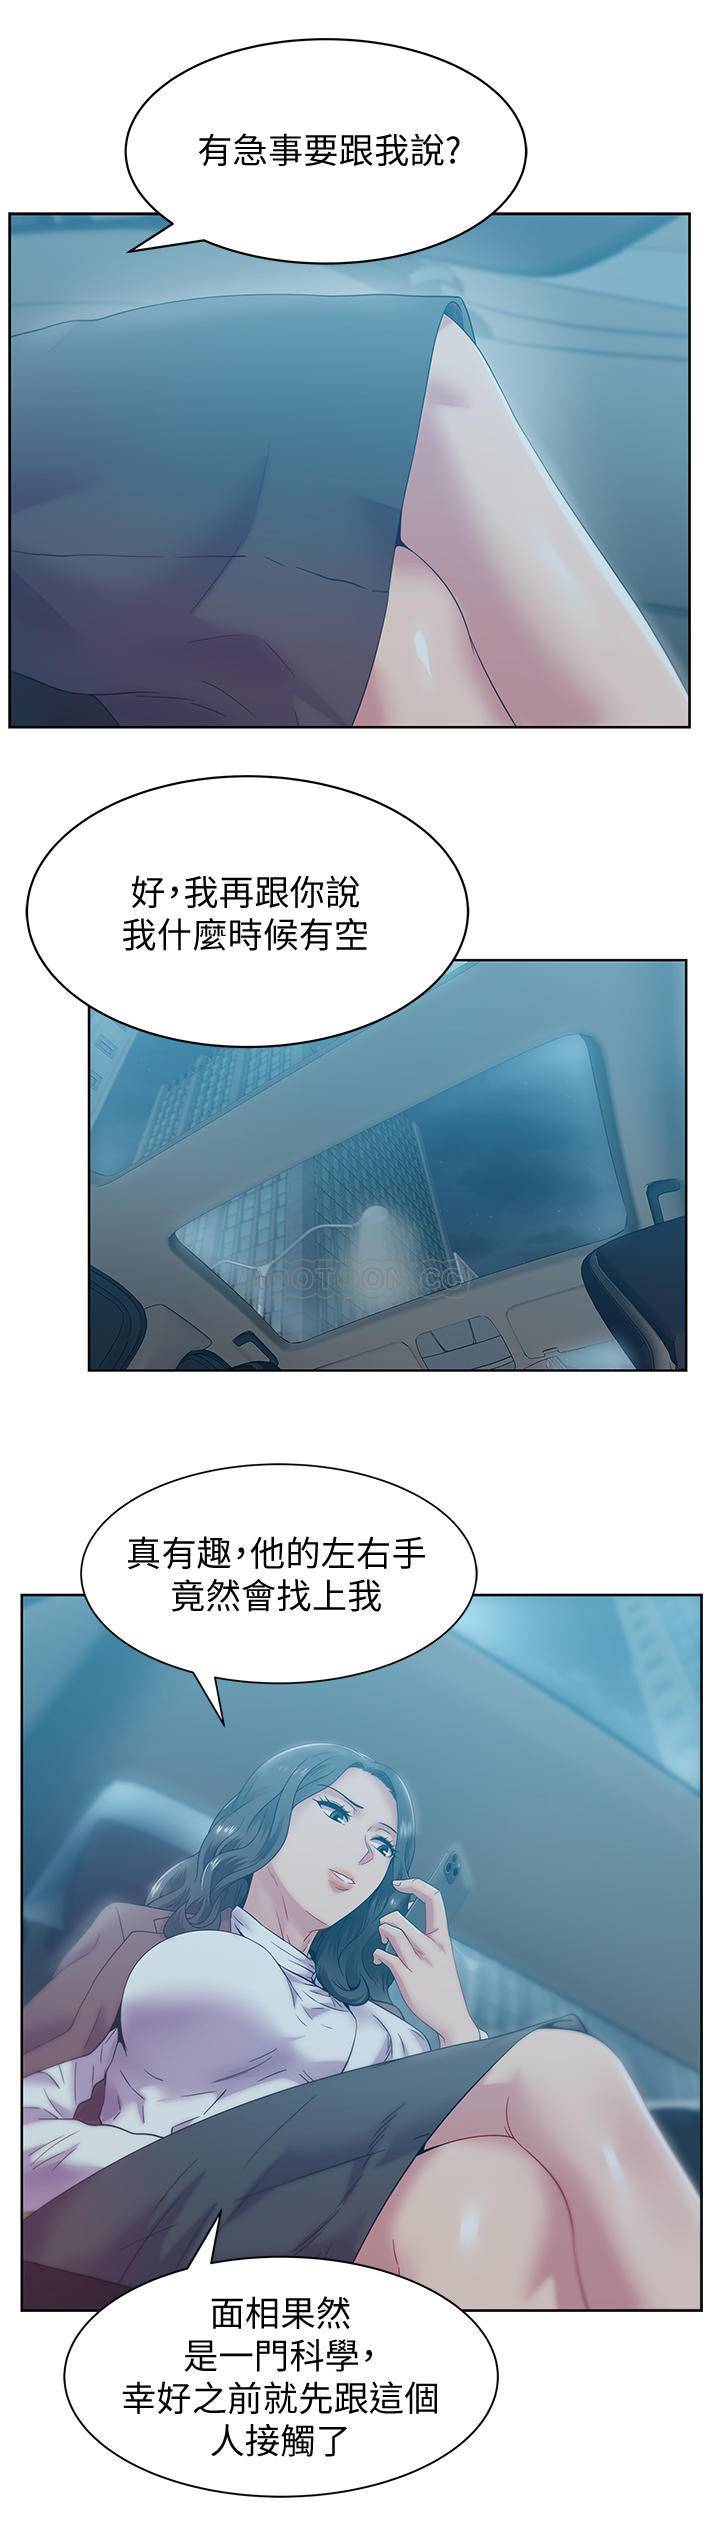 有急事要跟我說?
好,我再跟你說
我什麼時候有空
TOOTOON.CC
真有趣,他的左右手
竟然會找上我
面相果然
是一門科學,
幸好之前就先跟這個
人接觸了